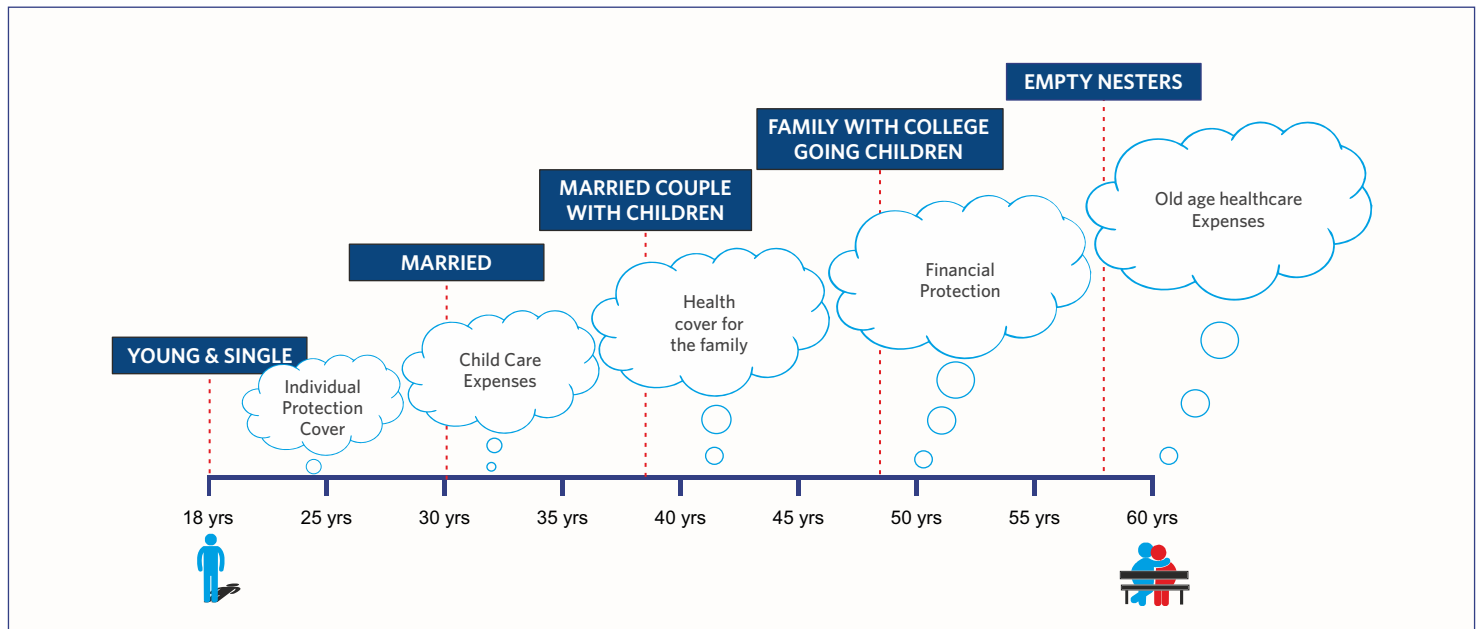 EMPTY NESTERS
FAMILY WITH COLLEGE
GOING CHILDREN
MARRIED COUPLE
WITH CHILDREN
MARRIED
YOUNG & SINGLE
Individual
Protection
Cover
Child Care
Expenses
Health
cover for
the family
Financial
Protection
Old age healthcare
Expenses
18 yrs
25 yrs
30 yrs
35 yrs
40 yrs
45 yrs
50 yrs
55 yrs
60 yrs